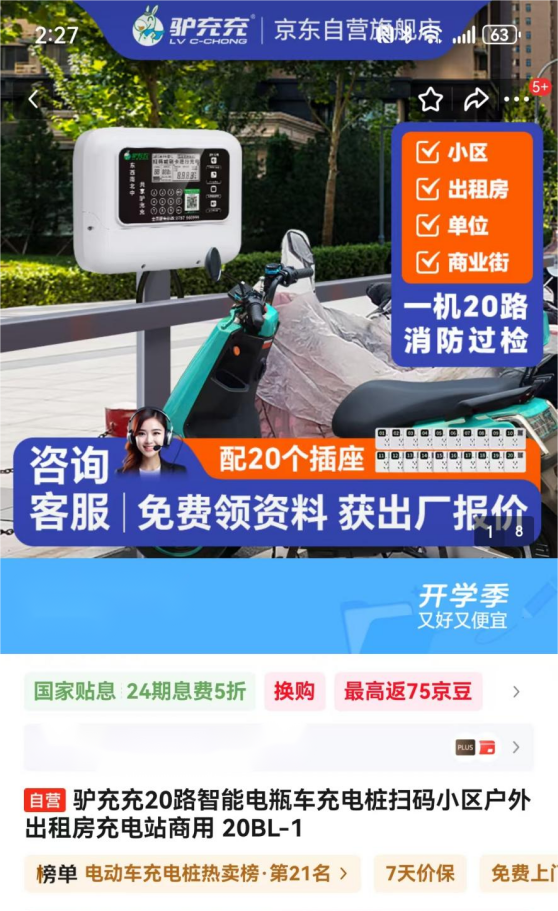 2:27
63
驴充充
LV C-CHONG
京东自营旗舰店
5+
小区
出租房
单位
商业街
一机20路
消防过检
配20个插座
咨询
客服
免费领资料 获出厂报价
1 8
开学季
又好又便宜
国家贴息 24期息费5折
换购
最高返75京豆
PLUS
自营 驴充充20路智能电瓶车充电桩扫码小区户外
出租房充电站商用 20BL-1
榜单 电动车充电桩热卖榜·第21名
7天价保
免费上门